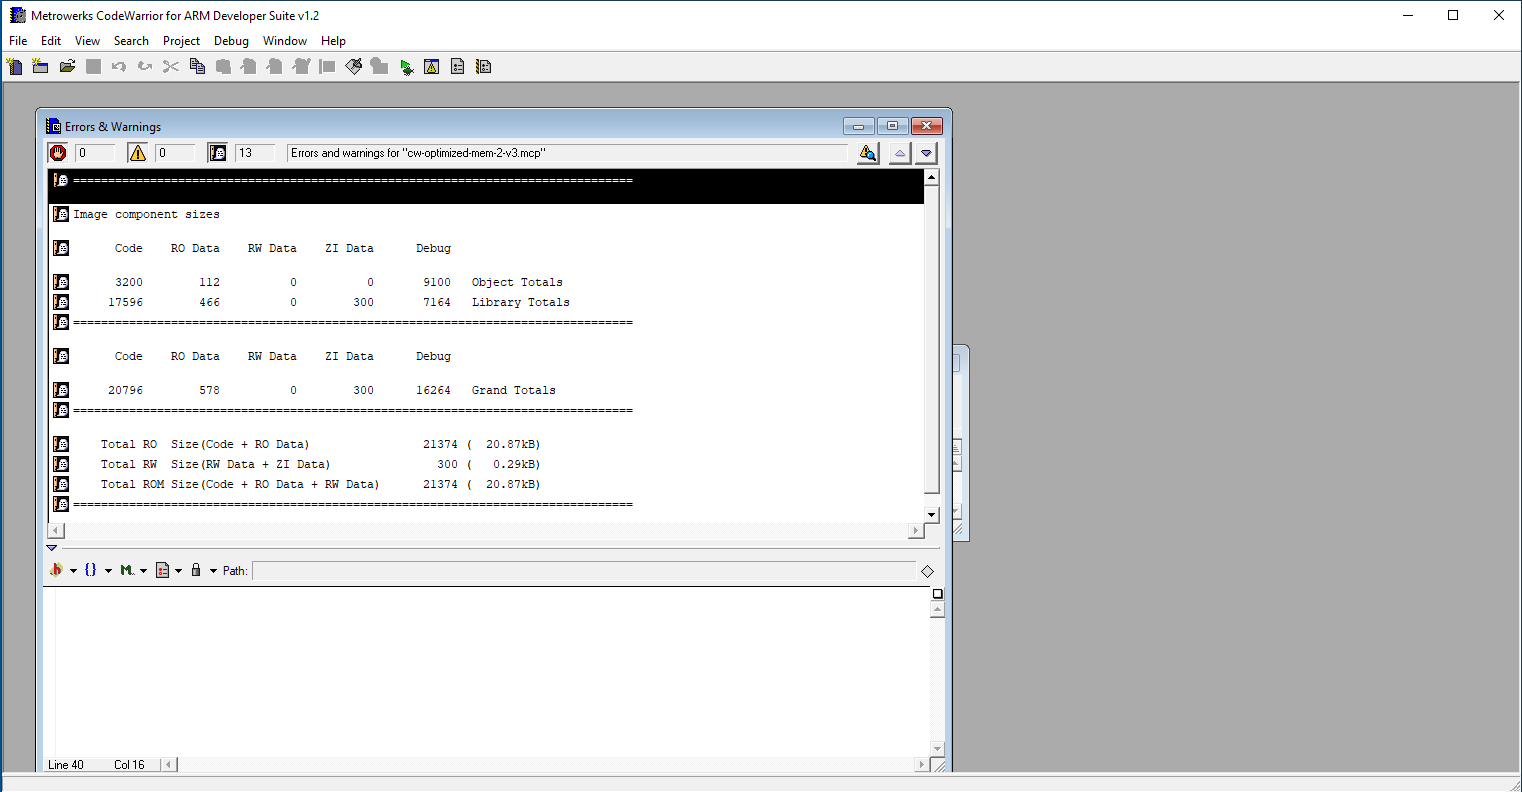 Metrowerks CodeWarrior for ARM Developer Suite v1.2
File Edit View Search Project Debug Window Help
Errors & Warnings
0 0 13 Errors and warnings for "cw-optimized-mem-2-v3.mcp"
================================================================================
Image component sizes
Code RO Data RW Data ZI Data Debug
3200 112 0 0 9100 Object Totals
17596 466 0 300 7164 Library Totals
================================================================================
Code RO Data RW Data ZI Data Debug
20796 578 0 300 16264 Grand Totals
================================================================================
Total RO Size(Code + RO Data) 21374 ( 20.87kB)
Total RW Size(RW Data + ZI Data) 300 ( 0.29kB)
Total ROM Size(Code + RO Data + RW Data) 21374 ( 20.87kB)
================================================================================
h {} M. Path:
Line 40 Col 16